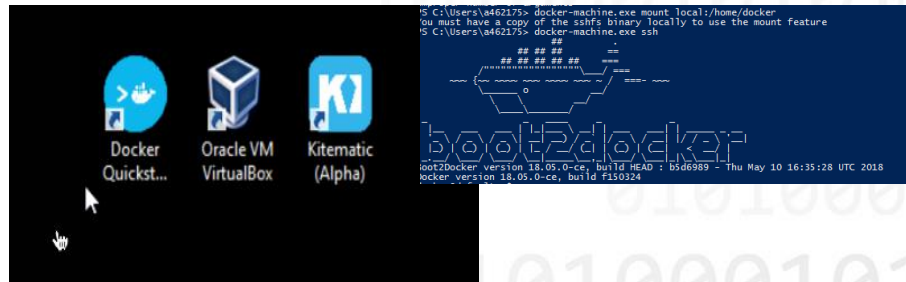 Docker
Quickst...
Oracle VM
VirtualBox
Kitematic
(Alpha)
PS C:\Users\a462175> docker-machine.exe mount local:/home/docker
You must have a copy of the sshfs binary locally to use the mount feature
PS C:\Users\a462175> docker-machine.exe ssh
boot2docker
Boot2Docker version 18.05.0-ce, build HEAD : b5d6989 - Thu May 10 16:35:28 UTC 2018
Docker version 18.05.0-ce, build f150324